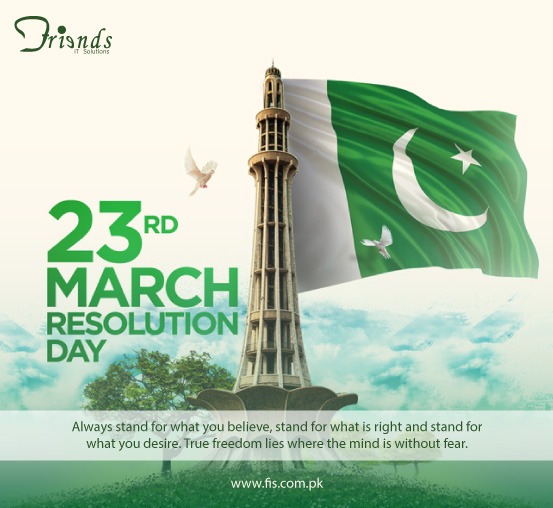 Friends
IT Solutions
23RD
MARCH
RESOLUTION
DAY
Always stand for what you believe, stand for what is right and stand for
what you desire. True freedom lies where the mind is without fear.
www.fis.com.pk